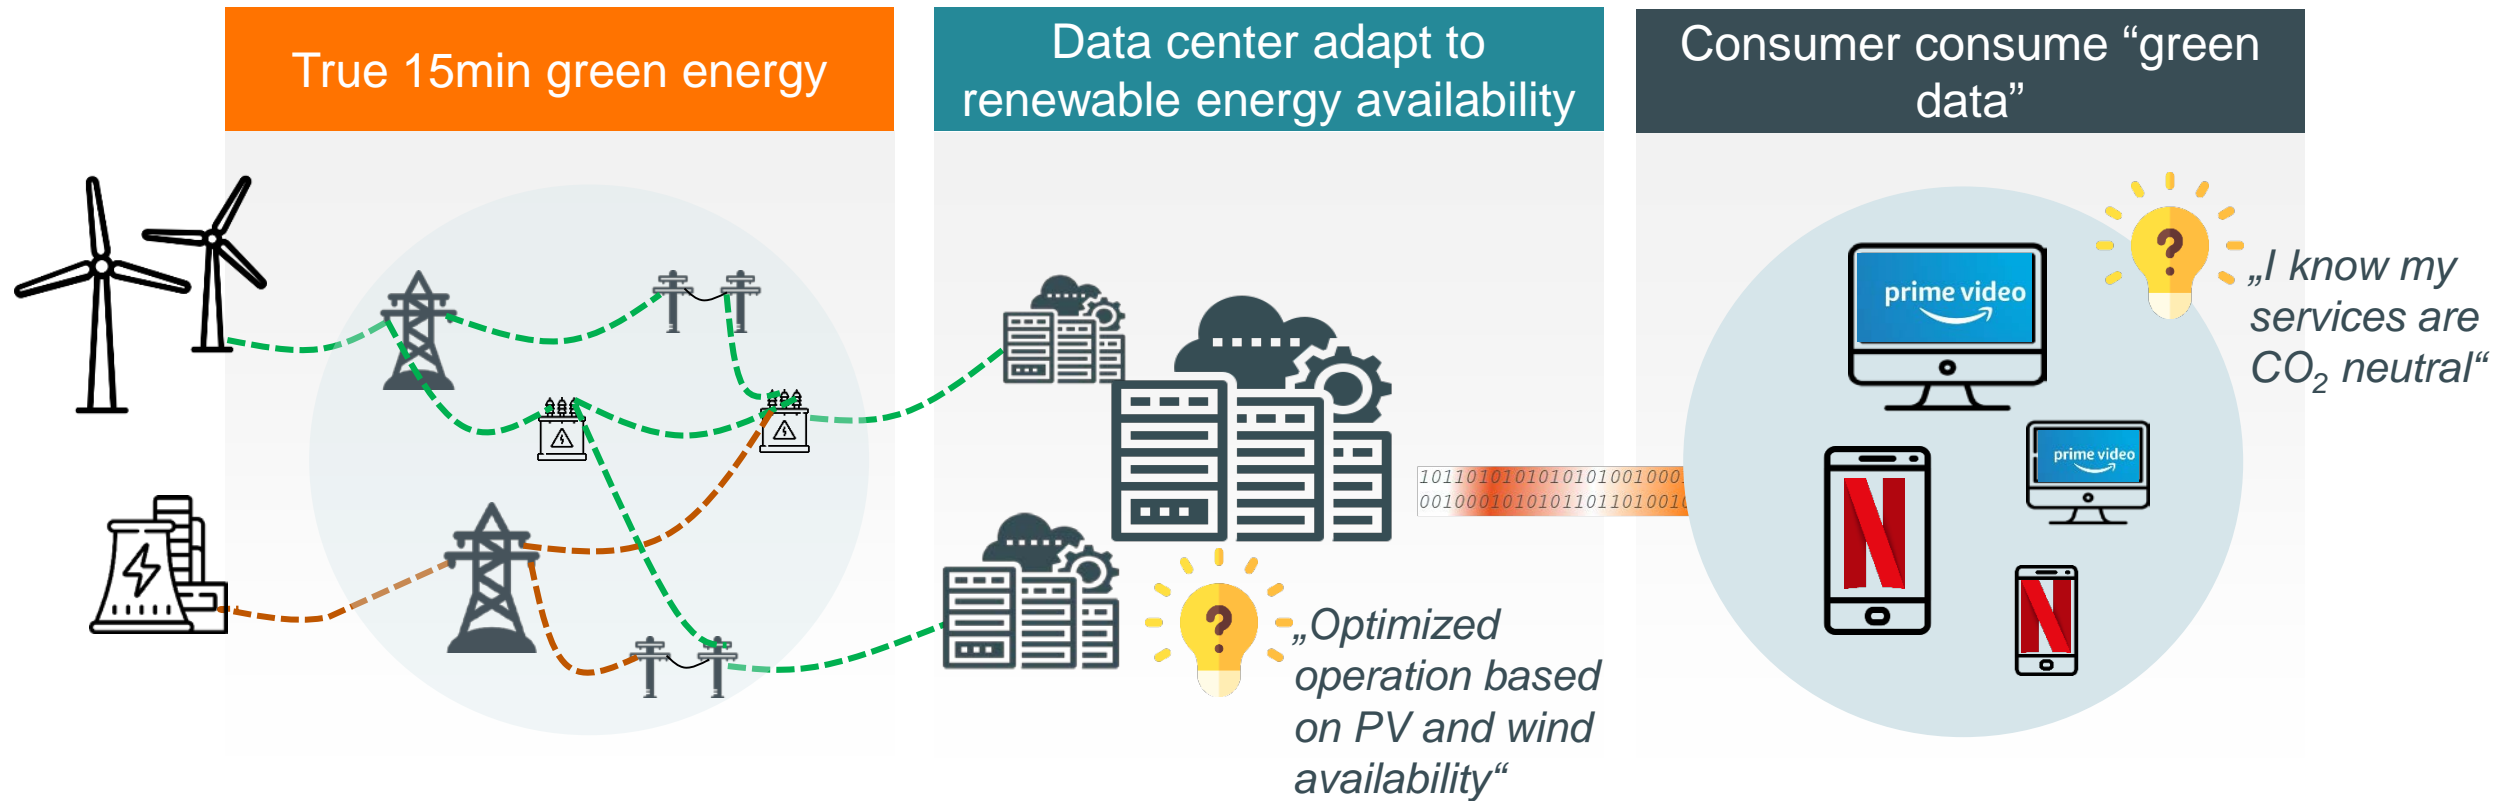 True 15min green energy
Data center adapt to
renewable energy availability
Consumer consume “green
data”
prime video
„I know my
services are
CO₂ neutral“
prime video
N
N
„Optimized
operation based
on PV and wind
availability“